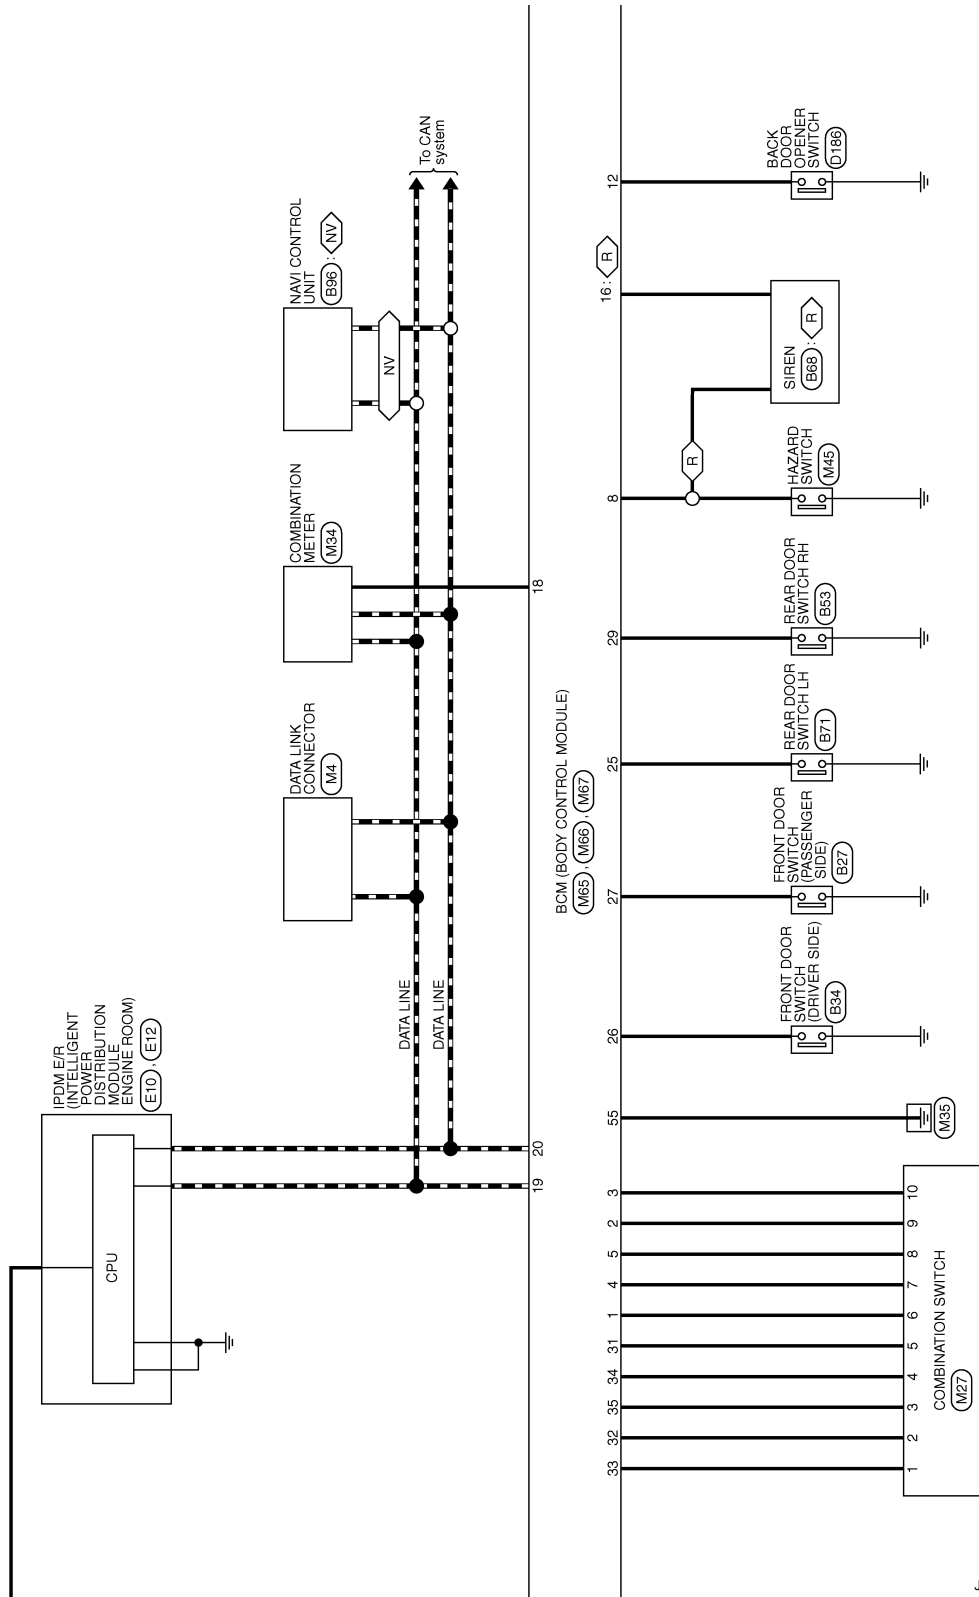 IPDM E/R
(INTELLIGENT
POWER
DISTRIBUTION
MODULE
ENGINE ROOM)
E10 , E12
CPU
DATA LINE
DATA LINE
DATA LINK
CONNECTOR
M4
COMBINATION
METER
M34
NAVI CONTROL
UNIT
B96 : NV
NV
To CAN
system
19
20
18
BCM (BODY CONTROL MODULE)
M65 , M66 , M67
33
32
35
34
31
1
4
5
2
3
55
26
27
25
29
8
16 : R
12
1
2
3
4
5
6
7
8
9
10
COMBINATION SWITCH
M27
M35
FRONT DOOR
SWITCH
(DRIVER SIDE)
B34
FRONT DOOR
SWITCH
(PASSENGER
SIDE)
B27
REAR DOOR
SWITCH LH
B71
REAR DOOR
SWITCH RH
B53
HAZARD
SWITCH
M45
R
SIREN
B68 : R
BACK
DOOR
OPENER
SWITCH
D186